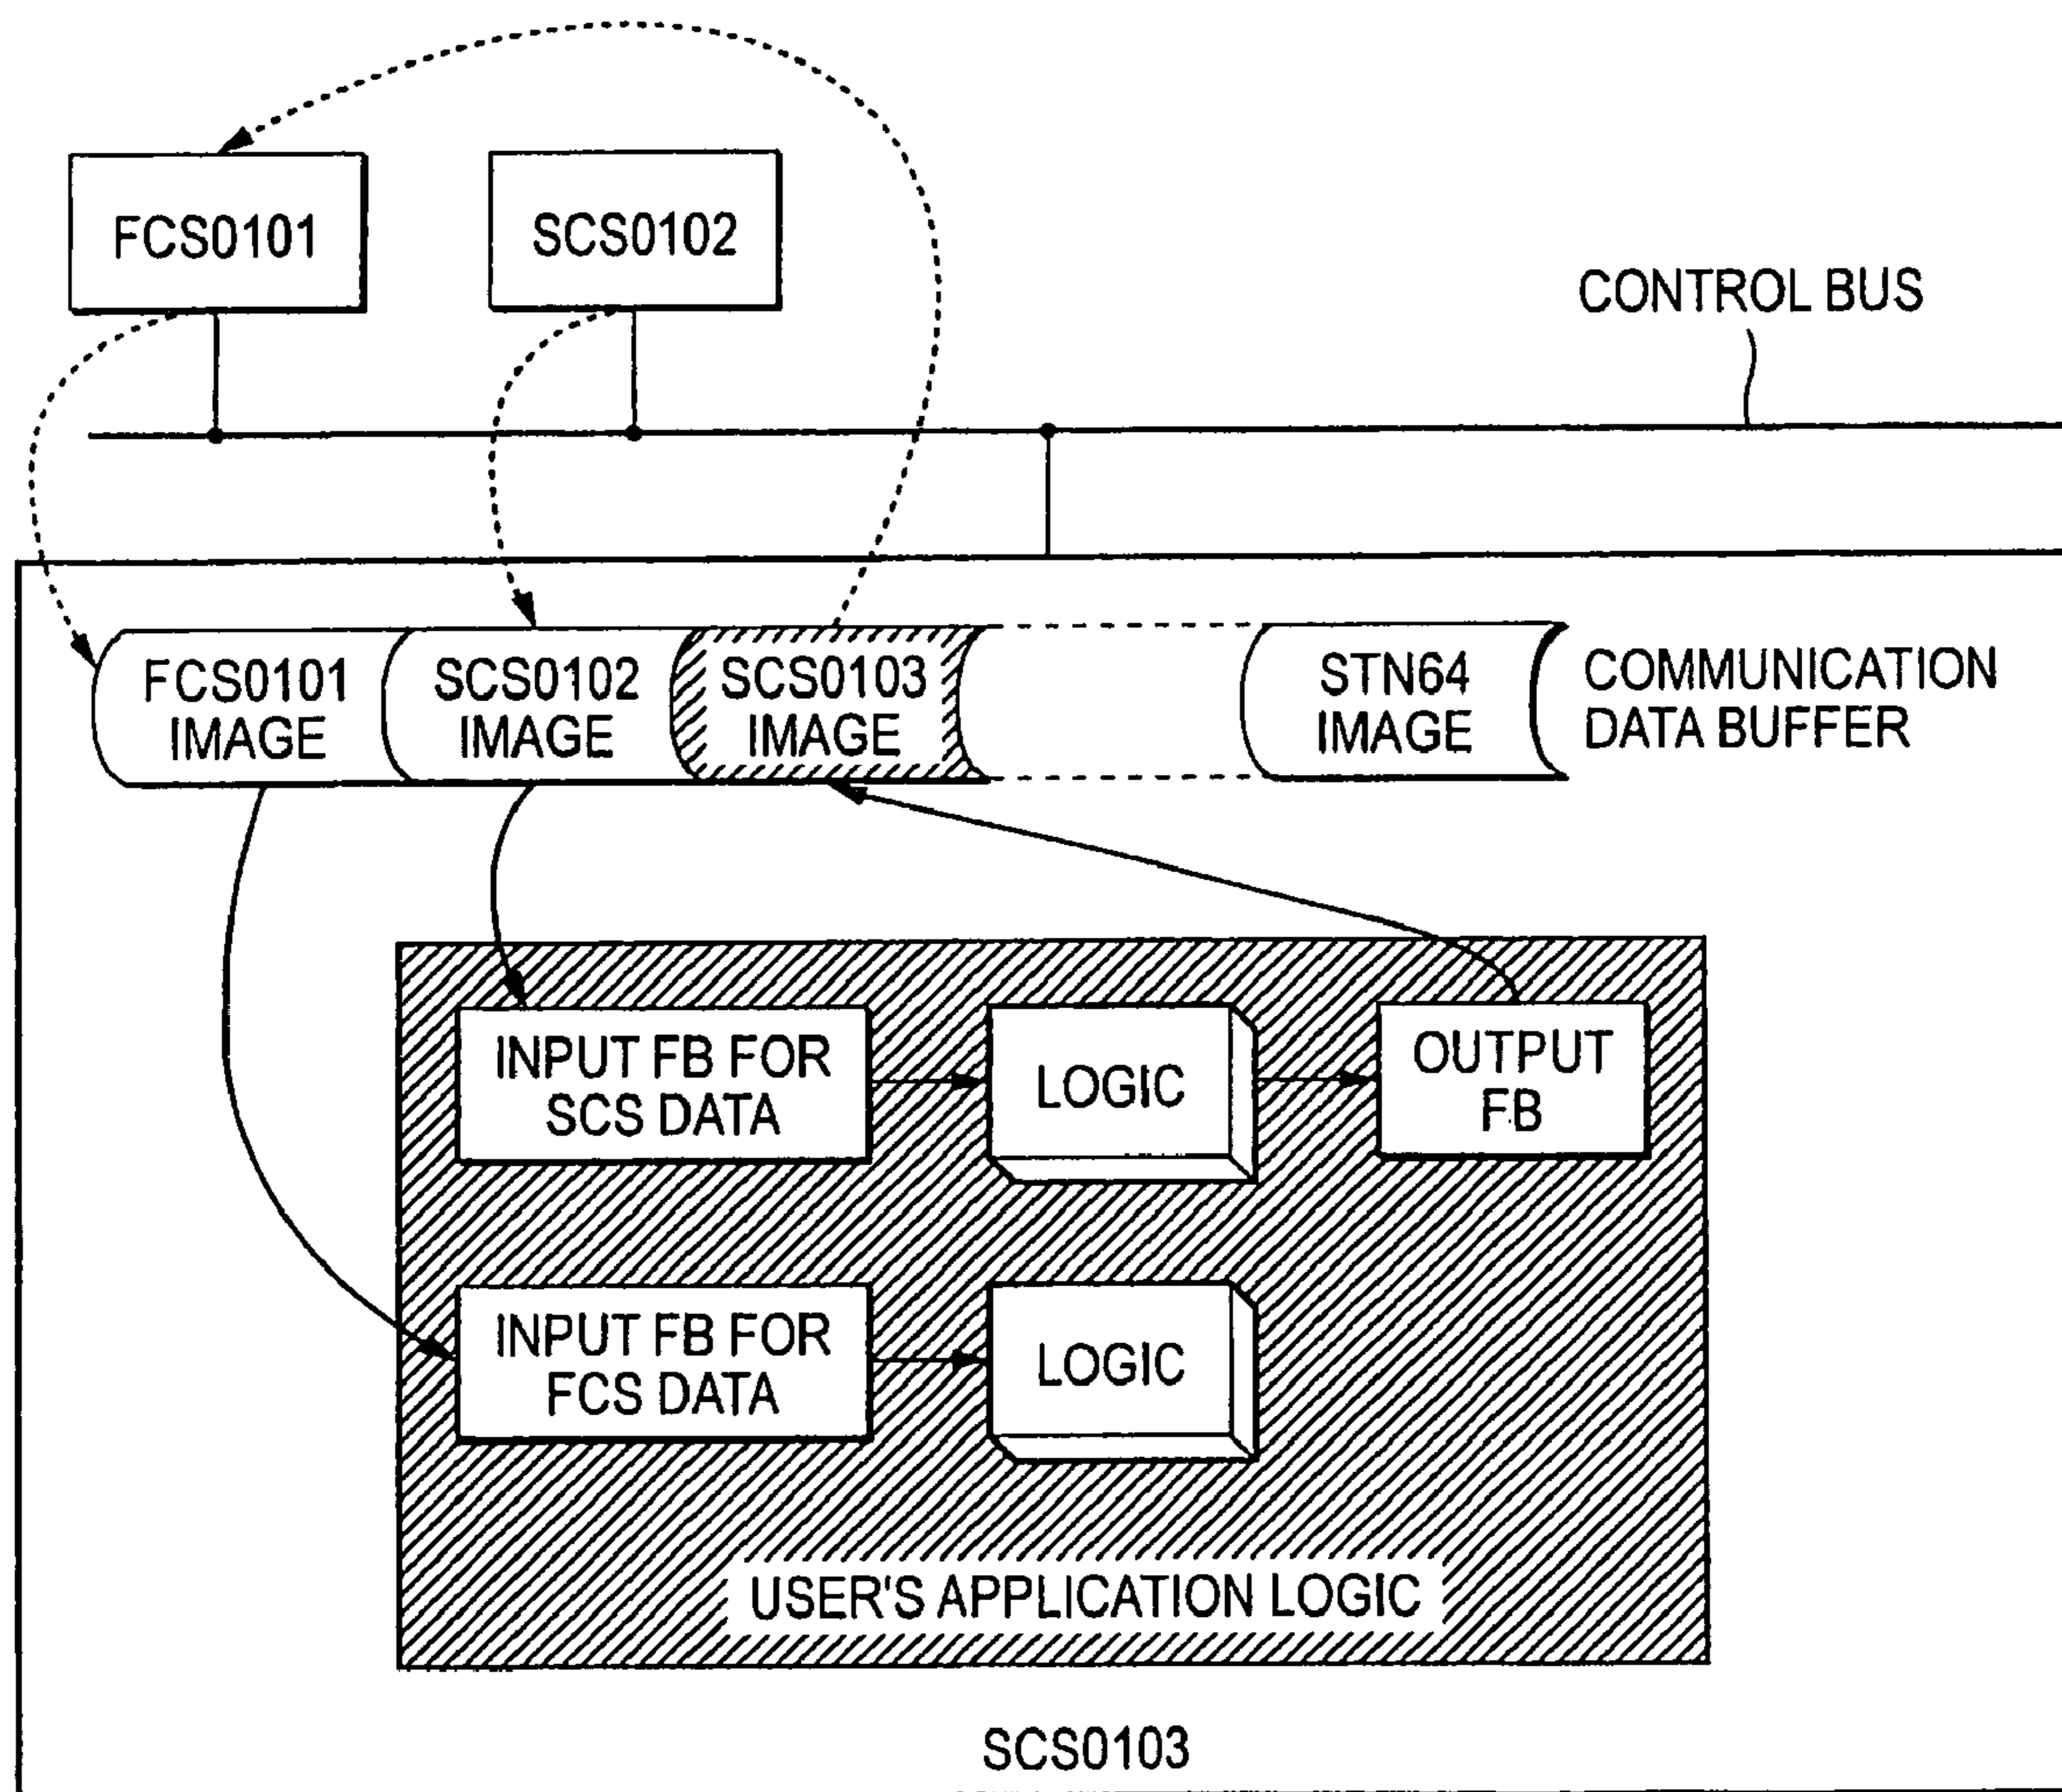 FCS0101
SCS0102
CONTROL BUS
FCS0101
IMAGE
SCS0102
IMAGE
SCS0103
IMAGE
STN64
IMAGE
COMMUNICATION
DATA BUFFER
INPUT FB FOR
SCS DATA
LOGIC
OUTPUT
FB
INPUT FB FOR
FCS DATA
LOGIC
USER'S APPLICATION LOGIC
SCS0103